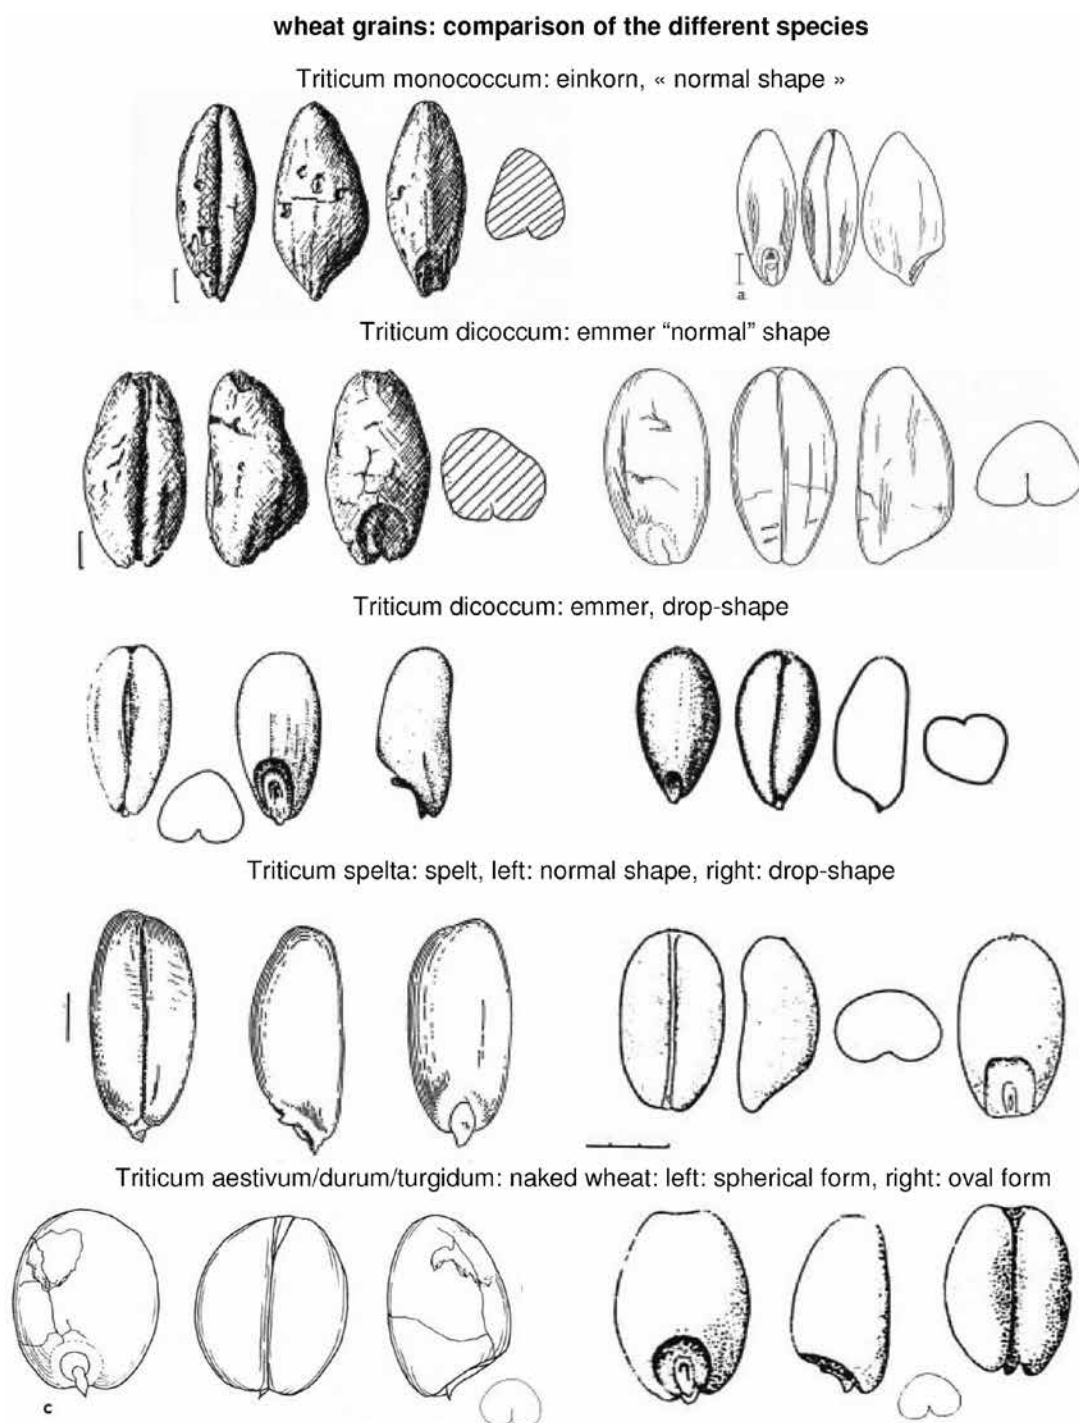 wheat grains: comparison of the different species
Triticum monococcum: einkorn, « normal shape »
a
Triticum dicoccum: emmer “normal” shape
Triticum dicoccum: emmer, drop-shape
Triticum spelta: spelt, left: normal shape, right: drop-shape
Triticum aestivum/durum/turgidum: naked wheat: left: spherical form, right: oval form
c